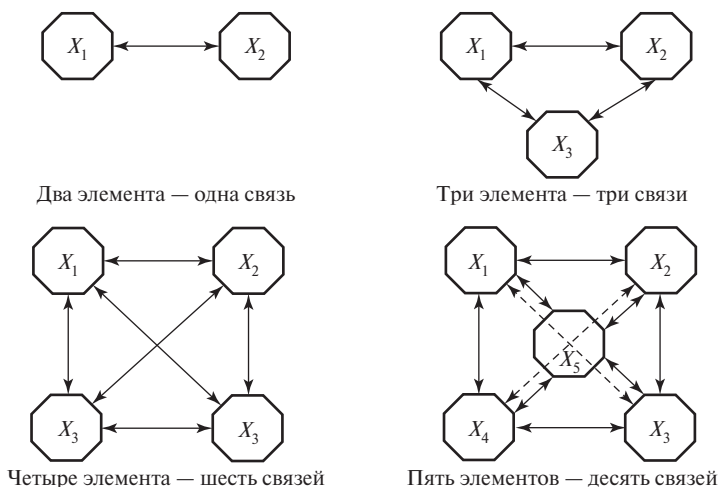 X₁ X₂
X₁ X₂
X₃
Два элемента — одна связь
Три элемента — три связи
X₁ X₂
X₃ X₃
Четыре элемента — шесть связей
X₁ X₂
X₅
X₄ X₃
Пять элементов — десять связей